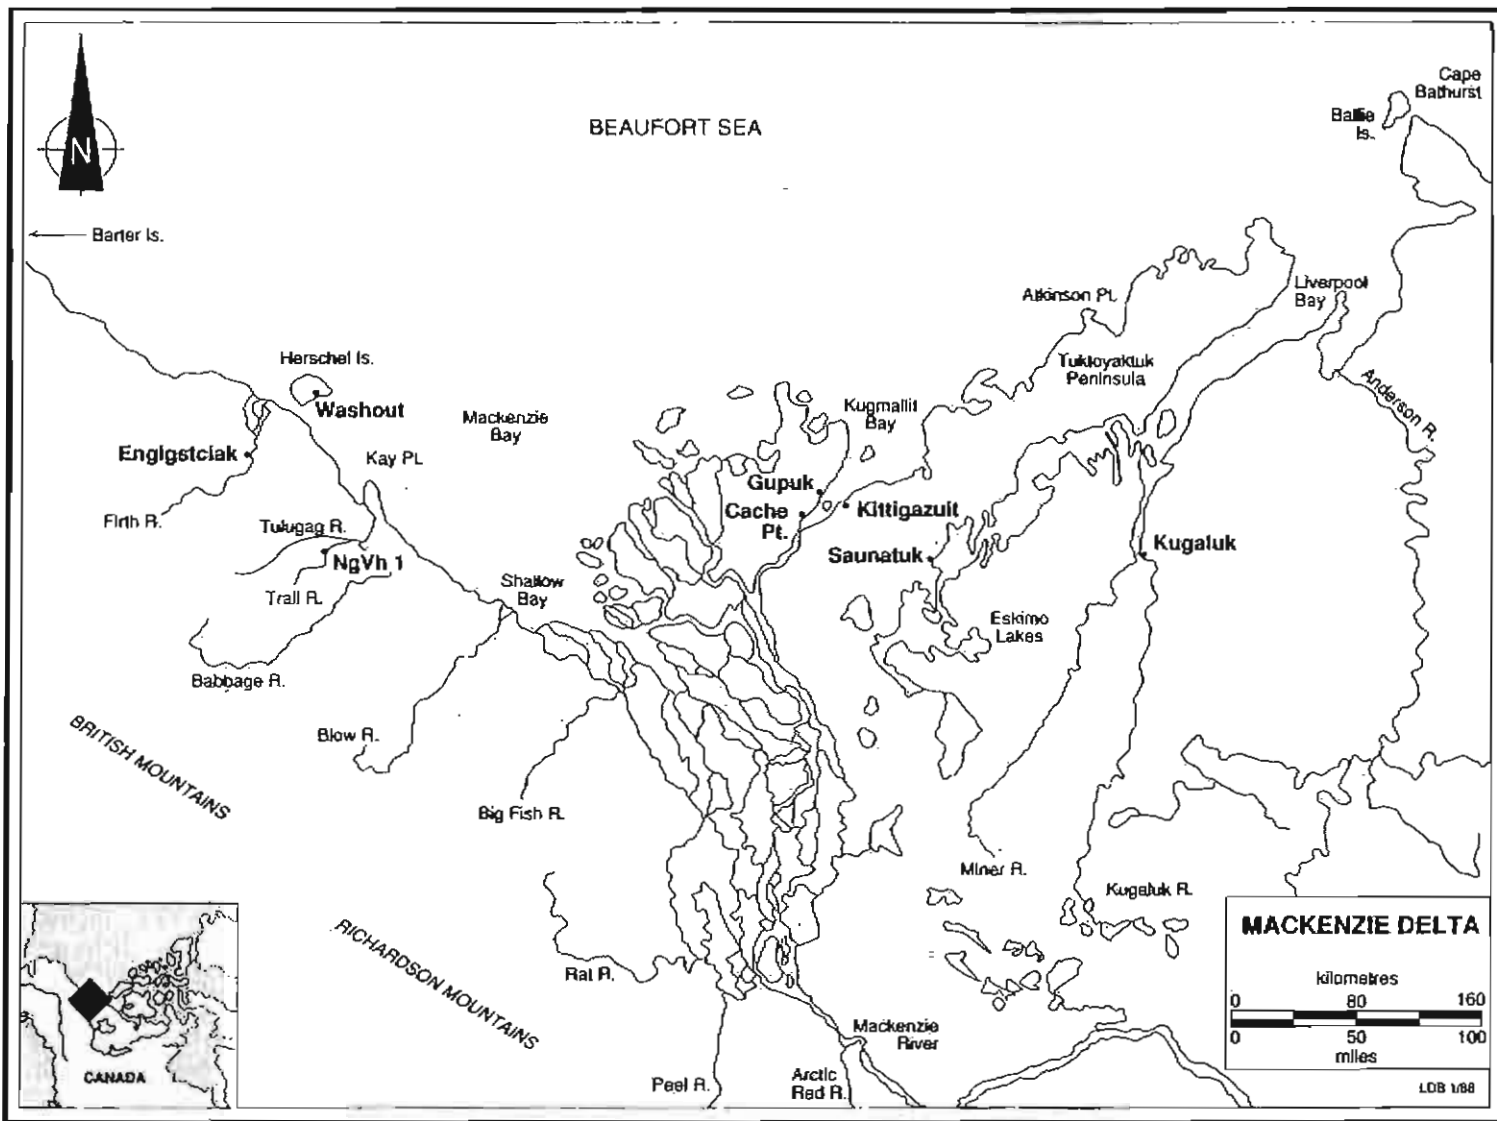 Cape
Bathurst
Baillie
Is.
BEAUFORT SEA
N
Barter Is.
Liverpool
Bay
Atkinson Pt.
Herschel Is.
Tuktoyaktuk
Peninsula
Anderson R.
Washout
Mackenzie
Bay
Kugmallit
Bay
Engigstciak
Kay Pt.
Gupuk
Cache
Pt.
Kittigazuit
Firth R.
Tulugag R.
NgVh 1
Saunatuk
Kugaluk
Trail R.
Shallow
Bay
Eskimo
Lakes
Babbage R.
BRITISH MOUNTAINS
Blow R.
Big Fish R.
Miner R.
Kugaluk R.
RICHARDSON MOUNTAINS
Rat R.
Mackenzie
River
Peel R.
Arctic
Red R.
CANADA
MACKENZIE DELTA
kilometres
0 80 160
0 50 100
miles
LDB 1/88